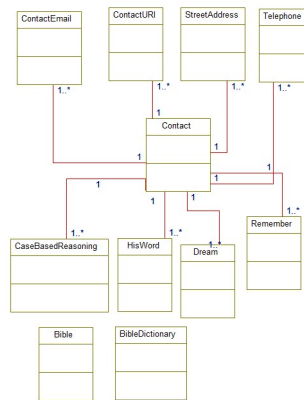 ContactEmail
ContactURI
StreetAddress
Telephone
1..*
1..*
1..*
1..*
1
1
Contact
1
1
1
1
1
1
1..*
1..*
1..*
1..*
CaseBasedReasoning
HisWord
Dream
Remember
Bible
BibleDictionary